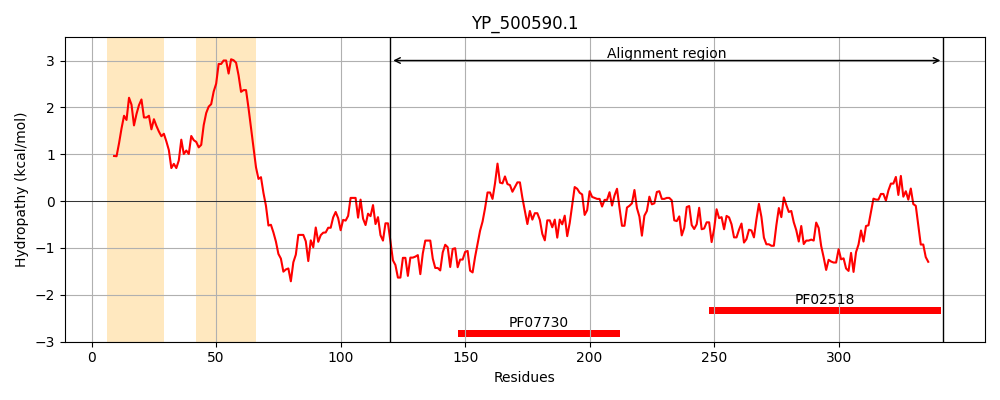 YP_500590.1
Alignment region
3
2
1
0
−1
−2
−3
Hydropathy (kcal/mol)
PF02518
PF07730
0 50 100 150 200 250 300
Residues